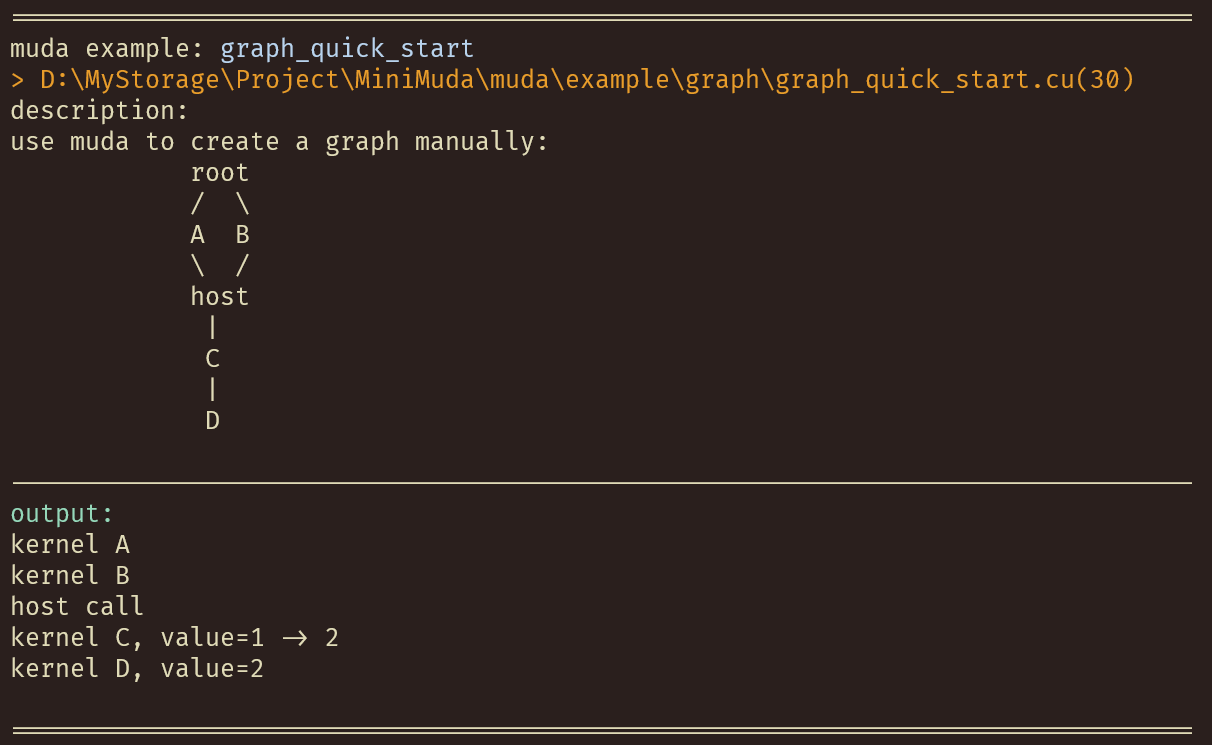 muda example: graph_quick_start
> D:\MyStorage\Project\MiniMuda\muda\example\graph\graph_quick_start.cu(30)
description:
use muda to create a graph manually:
            root
            /  \
            A  B
            \  /
            host
             |
             C
             |
             D
output:
kernel A
kernel B
host call
kernel C, value=1 -> 2
kernel D, value=2